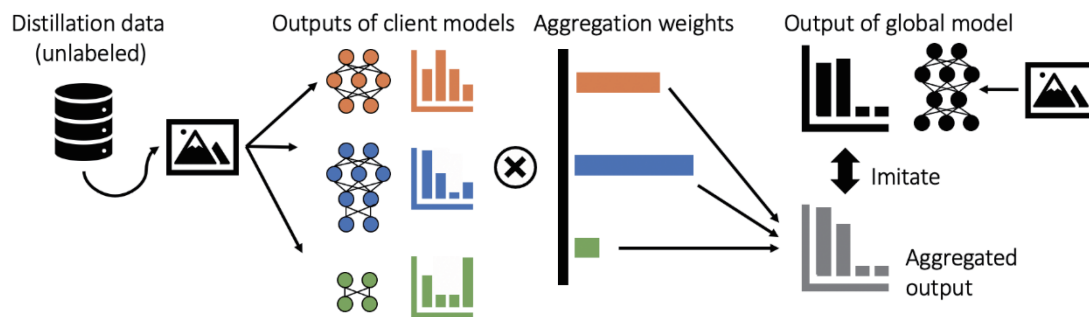 Distillation data
(unlabeled)
Outputs of client models
Aggregation weights
Output of global model
Imitate
Aggregated
output